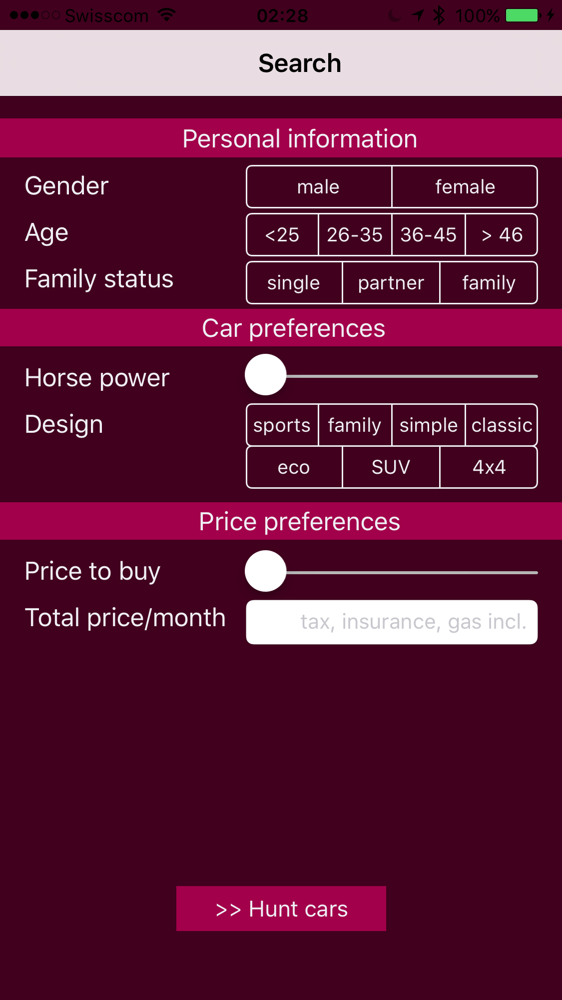 Swisscom 02:28 100%
Search
Personal information
Gender male female
Age <25 26-35 36-45 > 46
Family status single partner family
Car preferences
Horse power
Design sports family simple classic
eco SUV 4x4
Price preferences
Price to buy
Total price/month tax, insurance, gas incl.
>> Hunt cars